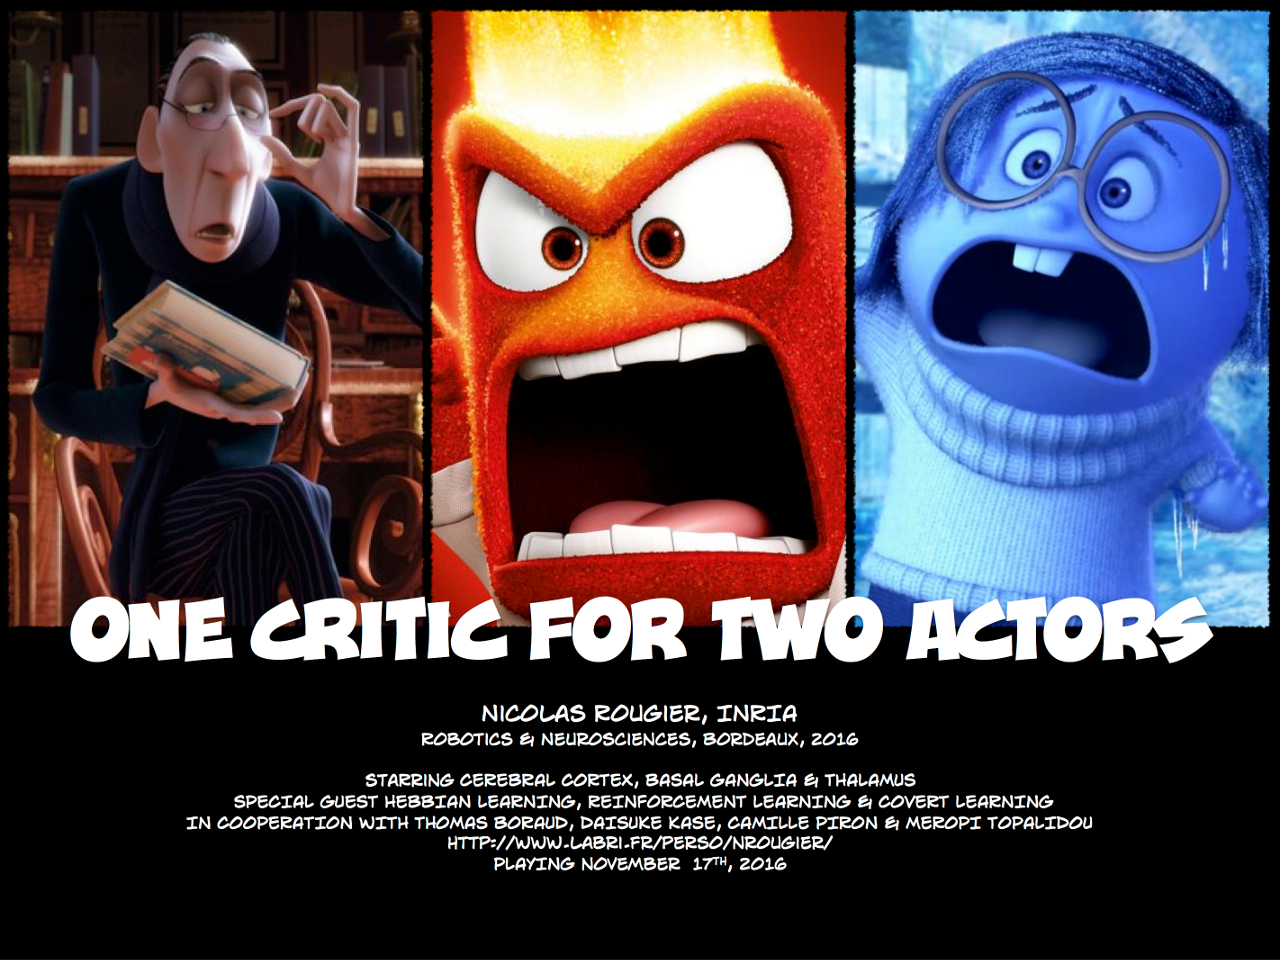 ONE CRITIC FOR TWO ACTORS
NICOLAS ROUGIER, INRIA
ROBOTICS & NEUROSCIENCES, BORDEAUX, 2016
STARRING CEREBRAL CORTEX, BASAL GANGLIA & THALAMUS
SPECIAL GUEST HEBBIAN LEARNING, REINFORCEMENT LEARNING & COVERT LEARNING
IN COOPERATION WITH THOMAS BORAUD, DAISUKE KASE, CAMILLE PIRON & MEROPI TOPALIDOU
HTTP://WWW.LABRI.FR/PERSO/NROUGIER/
PLAYING NOVEMBER 17TH, 2016